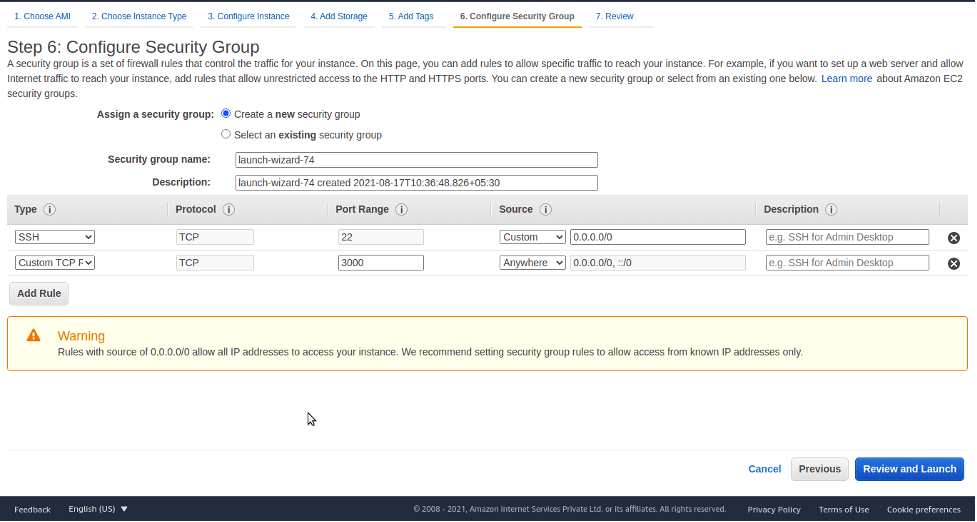 1. Choose AMI 2. Choose Instance Type 3. Configure Instance 4. Add Storage 5. Add Tags 6. Configure Security Group 7. Review
Step 6: Configure Security Group
A security group is a set of firewall rules that control the traffic for your instance. On this page, you can add rules to allow specific traffic to reach your instance. For example, if you want to set up a web server and allow
Internet traffic to reach your instance, add rules that allow unrestricted access to the HTTP and HTTPS ports. You can create a new security group or select from an existing one below. Learn more about Amazon EC2
security groups.
Assign a security group: Create a new security group
Select an existing security group
Security group name: launch-wizard-74
Description: launch-wizard-74 created 2021-08-17T10:36:48.826+05:30
Type i Protocol i Port Range i Source i Description i
SSH TCP 22 Custom 0.0.0.0/0 e.g. SSH for Admin Desktop
Custom TCP F TCP 3000 Anywhere 0.0.0.0/0, ::/0 e.g. SSH for Admin Desktop
Add Rule
Warning
Rules with source of 0.0.0.0/0 allow all IP addresses to access your instance. We recommend setting security group rules to allow access from known IP addresses only.
Cancel Previous Review and Launch
Feedback English (US) © 2008 - 2021, Amazon Internet Services Private Ltd. or its affiliates. All rights reserved. Privacy Policy Terms of Use Cookie preferences